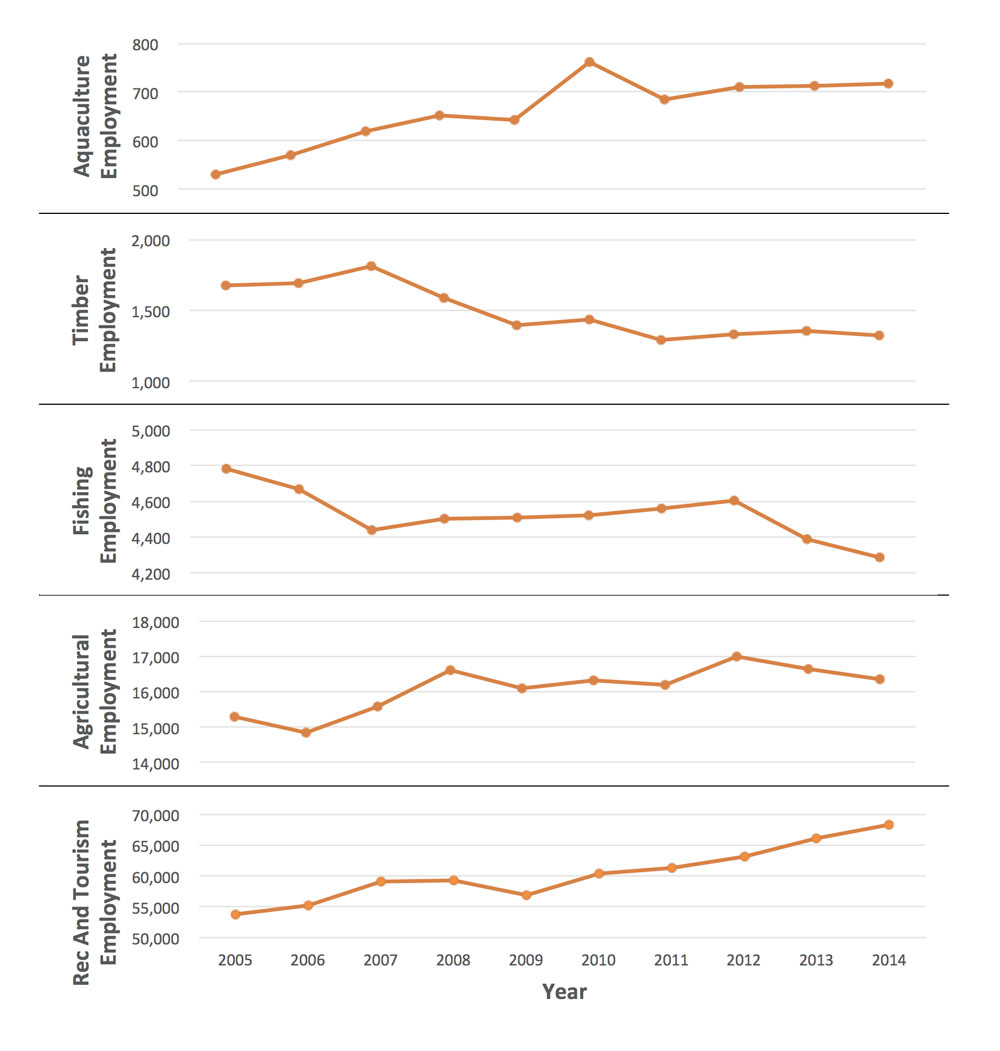 Aquaculture
Employment
800
700
600
500
Timber
Employment
2,000
1,500
1,000
Fishing
Employment
5,000
4,800
4,600
4,400
4,200
Agricultural
Employment
18,000
17,000
16,000
15,000
14,000
Rec And Tourism
Employment
70,000
65,000
60,000
55,000
50,000
2005 2006 2007 2008 2009 2010 2011 2012 2013 2014
Year